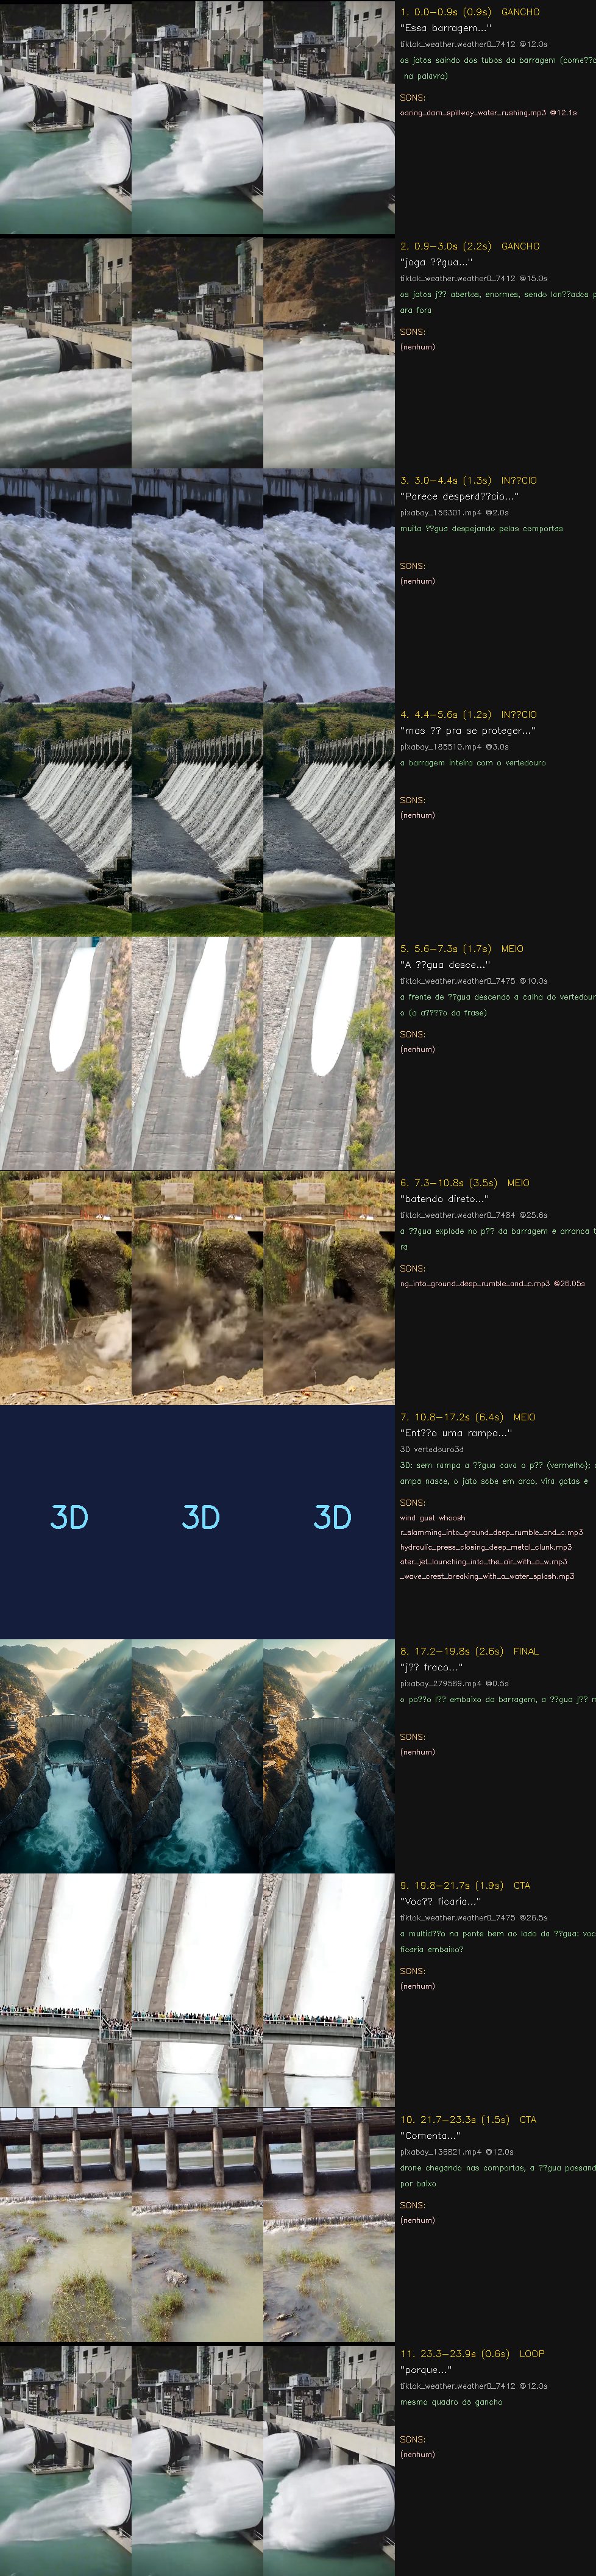 1. 0.0-0.9s (0.9s) GANCHO
"Essa barragem..."
tiktok_weather.weather0_7412 @12.0s
os jatos saindo dos tubos da barragem (come??c
na palavra)
SONS:
oaring_dam_spillway_water_rushing.mp3 @12.1s
2. 0.9-3.0s (2.2s) GANCHO
"joga ??gua..."
tiktok_weather.weather0_7412 @15.0s
os jatos j?? abertos, enormes, sendo lan??ados p
ara fora
SONS:
(nenhum)
3. 3.0-4.4s (1.3s) IN??CIO
"Parece desperd??cio..."
pixabay_156301.mp4 @2.0s
muita ??gua despejando pelas comportas
SONS:
(nenhum)
4. 4.4-5.6s (1.2s) IN??CIO
"mas ?? pra se proteger..."
pixabay_185510.mp4 @3.0s
a barragem inteira com o vertedouro
SONS:
(nenhum)
5. 5.6-7.3s (1.7s) MEIO
"A ??gua desce..."
tiktok_weather.weather0_7475 @10.0s
a frente de ??gua descendo a calha do vertedour
o (a a????o da frase)
SONS:
(nenhum)
6. 7.3-10.8s (3.5s) MEIO
"batendo direto..."
tiktok_weather.weather0_7484 @25.6s
a ??gua explode no p?? da barragem e arranca t
ra
SONS:
ng_into_ground_deep_rumble_and_c.mp3 @26.05s
3D 3D 3D
7. 10.8-17.2s (6.4s) MEIO
"Ent??o uma rampa..."
3D vertedouro3d
3D: sem rampa a ??gua cava o p?? (vermelho);
ampa nasce, o jato sobe em arco, vira gotas e
SONS:
wind gust whoosh
r_slamming_into_ground_deep_rumble_and_c.mp3
hydraulic_press_closing_deep_metal_clunk.mp3
ater_jet_launching_into_the_air_with_a_w.mp3
_wave_crest_breaking_with_a_water_splash.mp3
8. 17.2-19.8s (2.6s) FINAL
"j?? fraco..."
pixabay_279589.mp4 @0.5s
o po??o l?? embaixo da barragem, a ??gua j?? m
SONS:
(nenhum)
9. 19.8-21.7s (1.9s) CTA
"Voc?? ficaria..."
tiktok_weather.weather0_7475 @26.5s
a multid??o na ponte bem ao lado da ??gua: voc
ficaria embaixo?
SONS:
(nenhum)
10. 21.7-23.3s (1.5s) CTA
"Comenta..."
pixabay_136821.mp4 @12.0s
drone chegando nas comportas, a ??gua passand
por baixo
SONS:
(nenhum)
11. 23.3-23.9s (0.6s) LOOP
"porque..."
tiktok_weather.weather0_7412 @12.0s
mesmo quadro do gancho
SONS:
(nenhum)